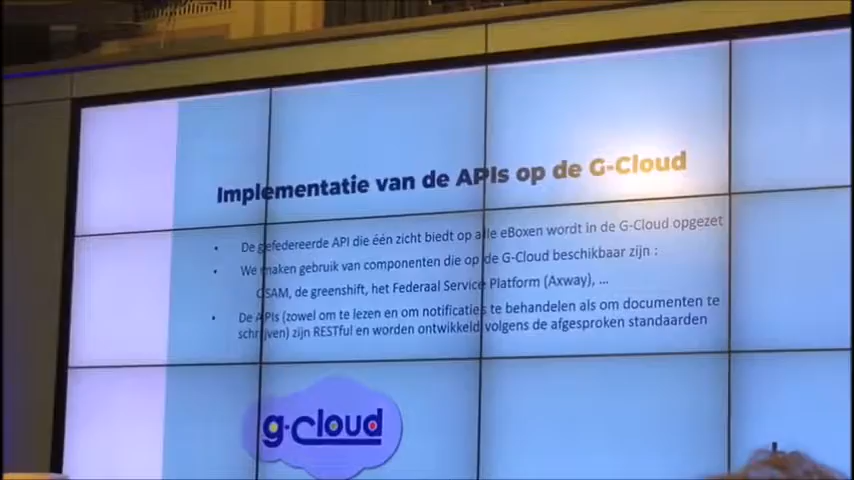 Implementatie van de APIs op de G-Cloud
• De gefedereerde API die één zicht biedt op alle eBoxen wordt in de G-Cloud opgezet
• We maken gebruik van componenten die op de G-Cloud beschikbaar zijn :
CSAM, de greenshift, het Federaal Service Platform (Axway), ...
• De APIs (zowel om te lezen en om notificaties te behandelen als om documenten te
schrijven) zijn RESTful en worden ontwikkeld volgens de afgesproken standaarden.
g-cloud